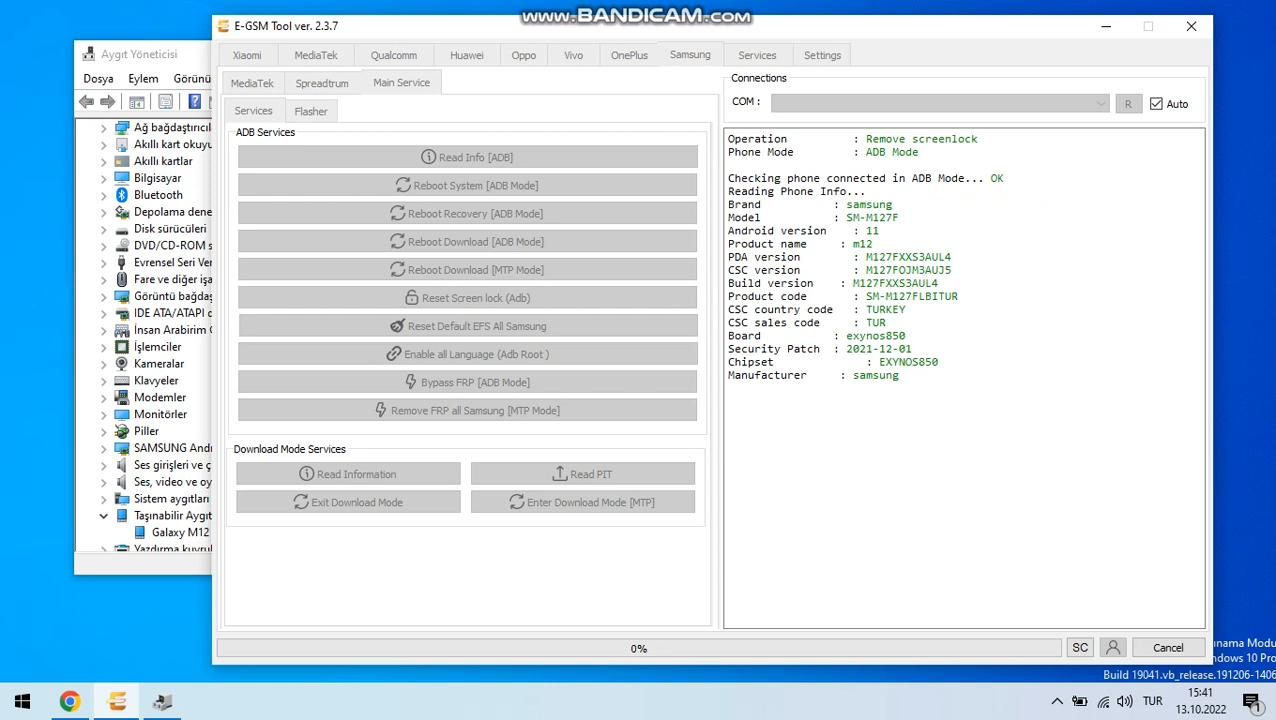 www.BANDICAM.com
E-GSM Tool ver. 2.3.7
Aygıt Yöneticisi
Dosya Eylem Görünü
Xiaomi MediaTek Qualcomm Huawei Oppo Vivo OnePlus Samsung Services Settings
MediaTek Spreadtrum Main Service
Services Flasher
Connections
COM : R Auto
ADB Services
Read Info [ADB]
Reboot System [ADB Mode]
Reboot Recovery [ADB Mode]
Reboot Download [ADB Mode]
Reboot Download [MTP Mode]
Reset Screen lock (Adb)
Reset Default EFS All Samsung
Enable all Language (Adb Root )
Bypass FRP [ADB Mode]
Remove FRP all Samsung [MTP Mode]
Download Mode Services
Read Information Read PIT
Exit Download Mode Enter Download Mode [MTP]
Operation : Remove screenlock
Phone Mode : ADB Mode
Checking phone connected in ADB Mode... OK
Reading Phone Info...
Brand : samsung
Model : SM-M127F
Android version : 11
Product name : m12
PDA version : M127FXXS3AUL4
CSC version : M127FOJM3AUJ5
Build version : M127FXXS3AUL4
Product code : SM-M127FLBITUR
CSC country code : TURKEY
CSC sales code : TUR
Board : exynos850
Security Patch : 2021-12-01
Chipset : EXYNOS850
Manufacturer : samsung
Ağ bağdaştırıcıl
Akıllı kart okuyu
Akıllı kartlar
Bilgisayar
Bluetooth
Depolama dene
Disk sürücüleri
DVD/CD-ROM s
Evrensel Seri Ver
Fare ve diğer işa
Görüntü bağdaş
IDE ATA/ATAPI d
İnsan Arabirim C
İşlemciler
Kameralar
Klavyeler
Modemler
Monitörler
Piller
SAMSUNG Andr
Ses girişleri ve ç
Ses, video ve oy
Sistem aygıtları
Taşınabilir Aygıt
Galaxy M12
Yazdırma kuyruk
0%
SC Cancel
ınama Modu
ndows 10 Pro
Build 19041.vb_release.191206-1406
TUR
15:41
13.10.2022
1